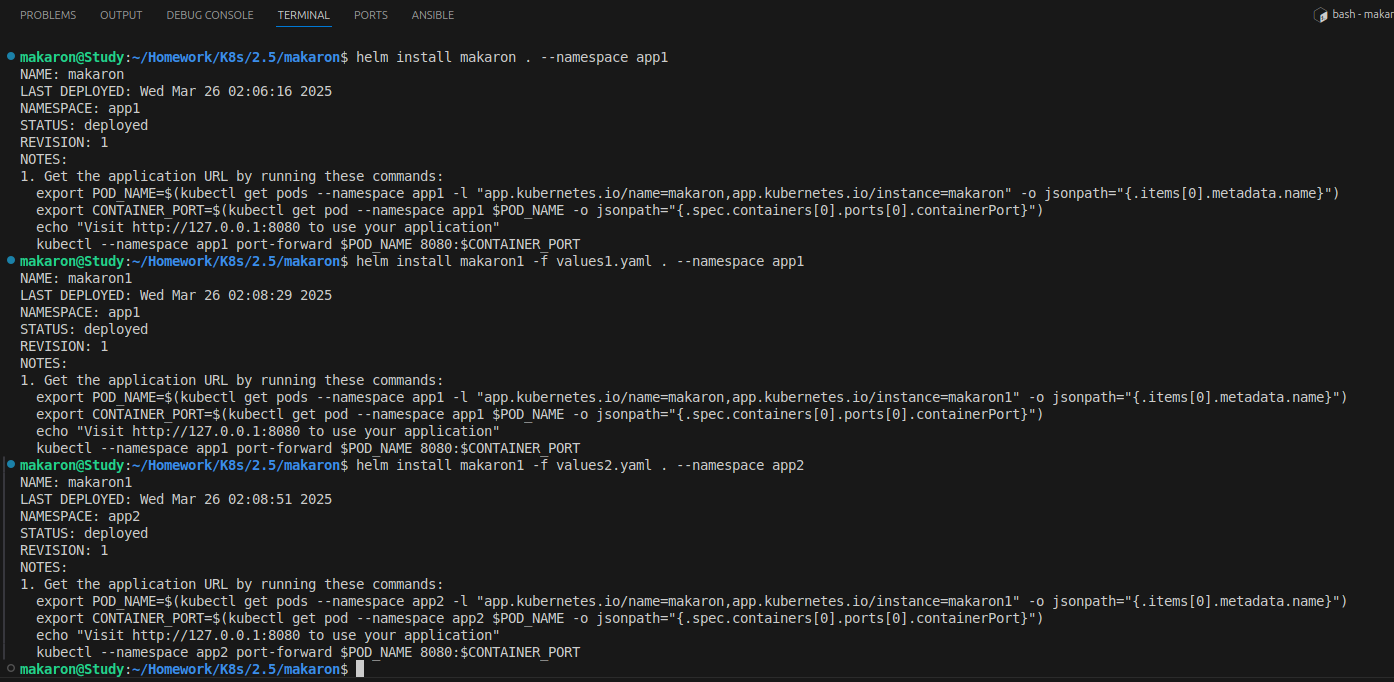 PROBLEMS OUTPUT DEBUG CONSOLE TERMINAL PORTS ANSIBLE bash - makar
makaron@Study:~/Homework/K8s/2.5/makaron$ helm install makaron . --namespace app1
NAME: makaron
LAST DEPLOYED: Wed Mar 26 02:06:16 2025
NAMESPACE: app1
STATUS: deployed
REVISION: 1
NOTES:
1. Get the application URL by running these commands:
  export POD_NAME=$(kubectl get pods --namespace app1 -l "app.kubernetes.io/name=makaron,app.kubernetes.io/instance=makaron" -o jsonpath="{.items[0].metadata.name}")
  export CONTAINER_PORT=$(kubectl get pod --namespace app1 $POD_NAME -o jsonpath="{.spec.containers[0].ports[0].containerPort}")
  echo "Visit http://127.0.0.1:8080 to use your application"
  kubectl --namespace app1 port-forward $POD_NAME 8080:$CONTAINER_PORT
makaron@Study:~/Homework/K8s/2.5/makaron$ helm install makaron1 -f values1.yaml . --namespace app1
NAME: makaron1
LAST DEPLOYED: Wed Mar 26 02:08:29 2025
NAMESPACE: app1
STATUS: deployed
REVISION: 1
NOTES:
1. Get the application URL by running these commands:
  export POD_NAME=$(kubectl get pods --namespace app1 -l "app.kubernetes.io/name=makaron,app.kubernetes.io/instance=makaron1" -o jsonpath="{.items[0].metadata.name}")
  export CONTAINER_PORT=$(kubectl get pod --namespace app1 $POD_NAME -o jsonpath="{.spec.containers[0].ports[0].containerPort}")
  echo "Visit http://127.0.0.1:8080 to use your application"
  kubectl --namespace app1 port-forward $POD_NAME 8080:$CONTAINER_PORT
makaron@Study:~/Homework/K8s/2.5/makaron$ helm install makaron1 -f values2.yaml . --namespace app2
NAME: makaron1
LAST DEPLOYED: Wed Mar 26 02:08:51 2025
NAMESPACE: app2
STATUS: deployed
REVISION: 1
NOTES:
1. Get the application URL by running these commands:
  export POD_NAME=$(kubectl get pods --namespace app2 -l "app.kubernetes.io/name=makaron,app.kubernetes.io/instance=makaron1" -o jsonpath="{.items[0].metadata.name}")
  export CONTAINER_PORT=$(kubectl get pod --namespace app2 $POD_NAME -o jsonpath="{.spec.containers[0].ports[0].containerPort}")
  echo "Visit http://127.0.0.1:8080 to use your application"
  kubectl --namespace app2 port-forward $POD_NAME 8080:$CONTAINER_PORT
makaron@Study:~/Homework/K8s/2.5/makaron$